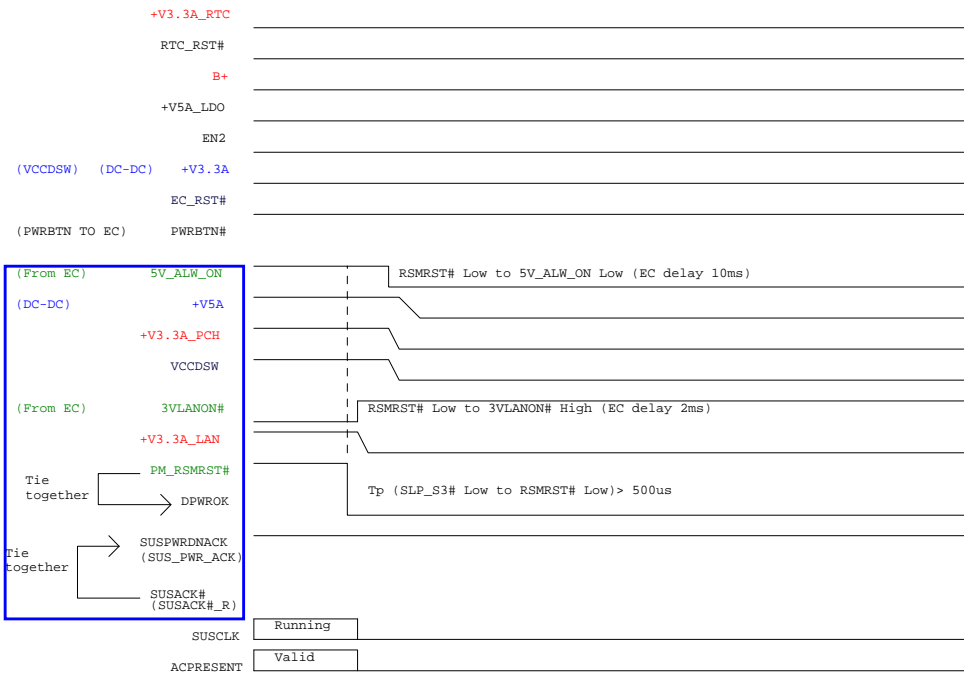 +V3.3A_RTC
RTC_RST#
B+
+V5A_LDO
EN2
(VCCDSW) (DC-DC) +V3.3A
EC_RST#
(PWRBTN TO EC) PWRBTN#
(From EC) 5V_ALW_ON RSMRST# Low to 5V_ALW_ON Low (EC delay 10ms)
(DC-DC) +V5A
+V3.3A_PCH
VCCDSW
(From EC) 3VLANON# RSMRST# Low to 3VLANON# High (EC delay 2ms)
+V3.3A_LAN
PM_RSMRST#
Tie
together
DPWROK
Tp (SLP_S3# Low to RSMRST# Low)> 500us
SUSPWRDNACK
(SUS_PWR_ACK)
Tie
together
SUSACK#
(SUSACK#_R)
SUSCLK Running
ACPRESENT Valid